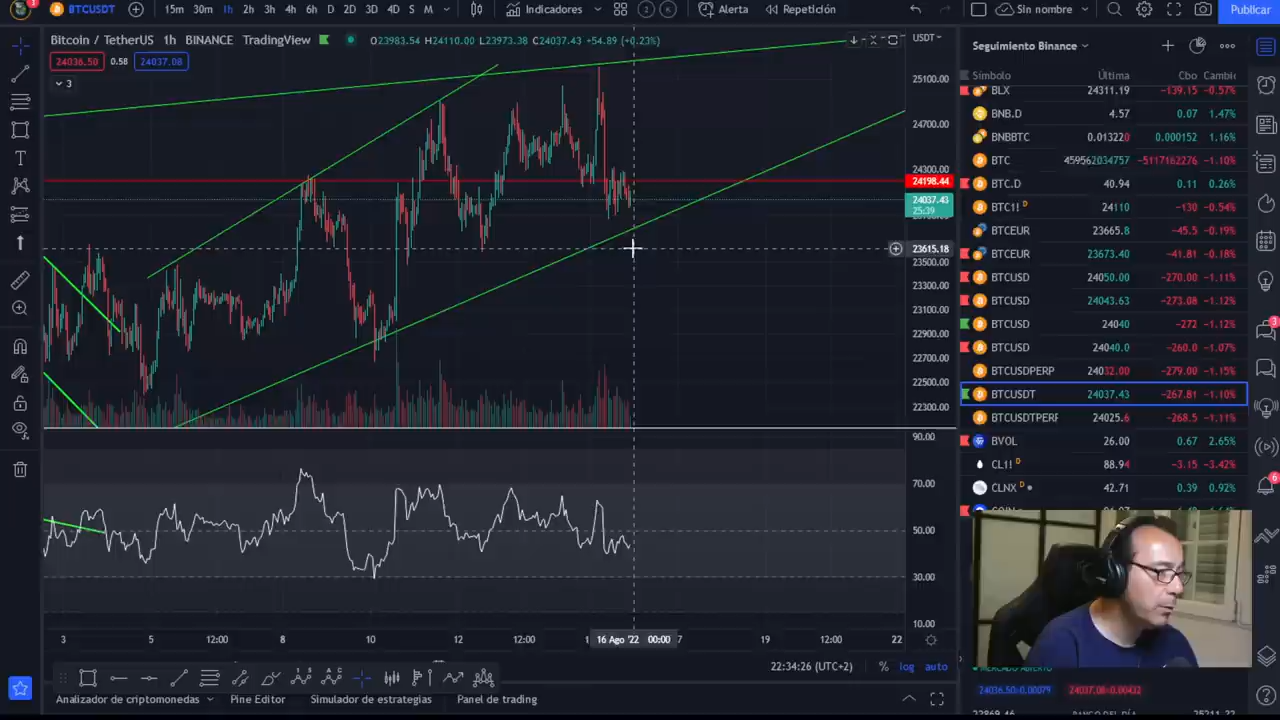 BTCUSDT
15m 30m 1h 2h 3h 4h 6h D 2D 3D 4D S M
Indicadores
Alerta
Repetición
Sin nombre
Publicar
Bitcoin / TetherUS 1h BINANCE TradingView
O23983.54 H24110.00 L23973.38 C24037.43 +54.89 (+0.23%)
USDT
24036.50 0.58 24037.08
3
25100.00
24700.00
24300.00
24198.44
24037.43
25:39
23615.18
23500.00
23300.00
23100.00
22900.00
22700.00
22500.00
22300.00
90.00
70.00
50.00
30.00
10.00
3 5 12:00 8 10 12 12:00 16 Ago '22 00:00 7 19 12:00 22
22:34:26 (UTC+2) % log auto
Analizador de criptomonedas Pine Editor Simulador de estrategias Panel de trading
Seguimiento Binance
Símbolo Última Cbo Cambic
BLX 24311.19 −139.15 −0.57%
BNB.D 4.57 0.07 1.47%
BNBBTC 0.013220 0.000152 1.16%
BTC 459562034757 −5117162276 −1.10%
BTC.D 40.94 0.11 0.26%
BTC1! D 24110 −130 −0.54%
BTCEUR 23665.8 −45.5 −0.19%
BTCEUR 23673.40 −41.81 −0.18%
BTCUSD 24050.00 −270.00 −1.11%
BTCUSD 24043.63 −273.08 −1.12%
BTCUSD 24040 −272 −1.12%
BTCUSD 24040.0 −260.0 −1.07%
BTCUSDPERP 24032.00 −279.00 −1.15%
BTCUSDT 24037.43 −267.81 −1.10%
BTCUSDTPERF 24025.6 −268.5 −1.11%
BVOL 26.00 0.67 2.65%
CL1! D 88.94 −3.15 −3.42%
CLNX D 42.71 0.39 0.92%
MERCADO ABIERTO
24036.50×0.00079 24037.08×0.00432